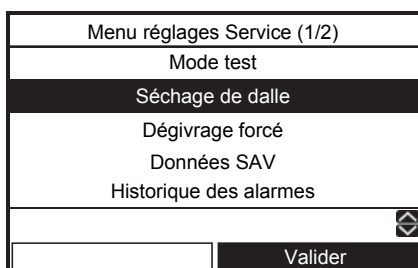 Menu réglages Service (1/2)
Mode test
Séchage de dalle
Dégivrage forcé
Données SAV
Historique des alarmes
Valider